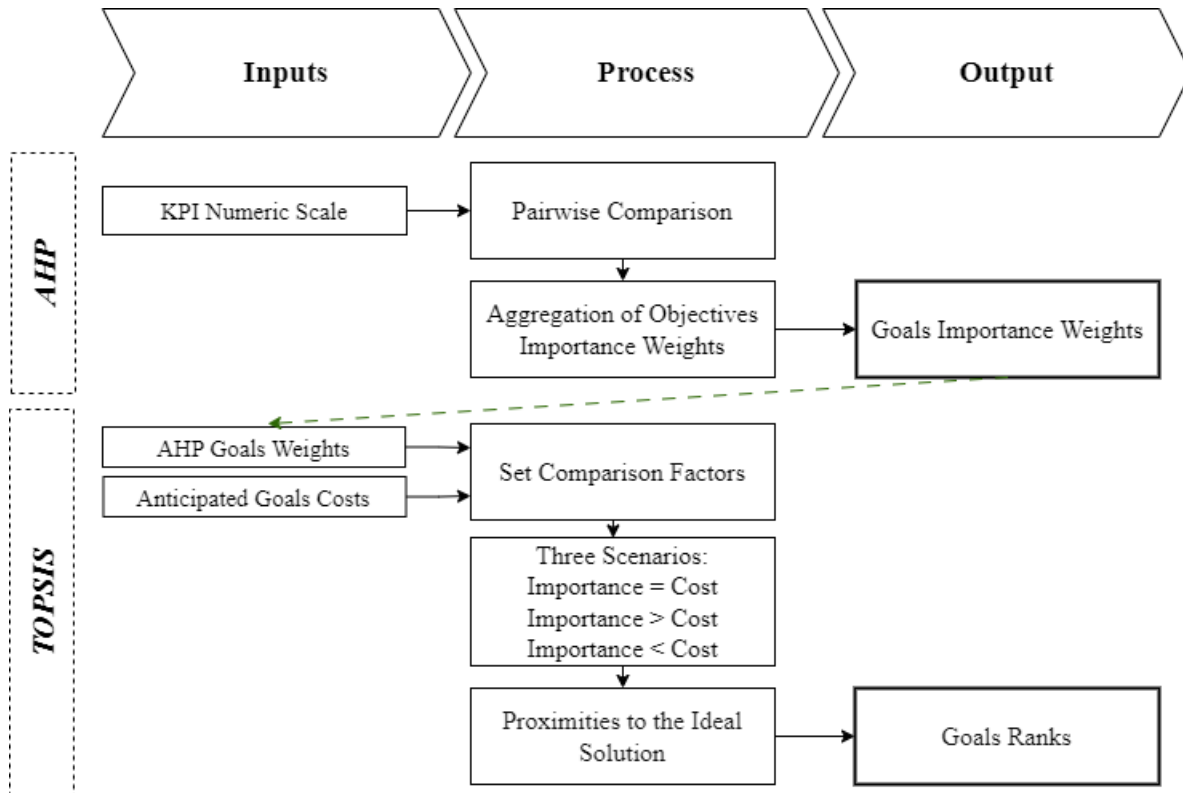 Inputs
Process
Output
AHP
KPI Numeric Scale
Pairwise Comparison
Aggregation of Objectives
Importance Weights
Goals Importance Weights
TOPSIS
AHP Goals Weights
Anticipated Goals Costs
Set Comparison Factors
Three Scenarios:
Importance = Cost
Importance > Cost
Importance < Cost
Proximities to the Ideal
Solution
Goals Ranks